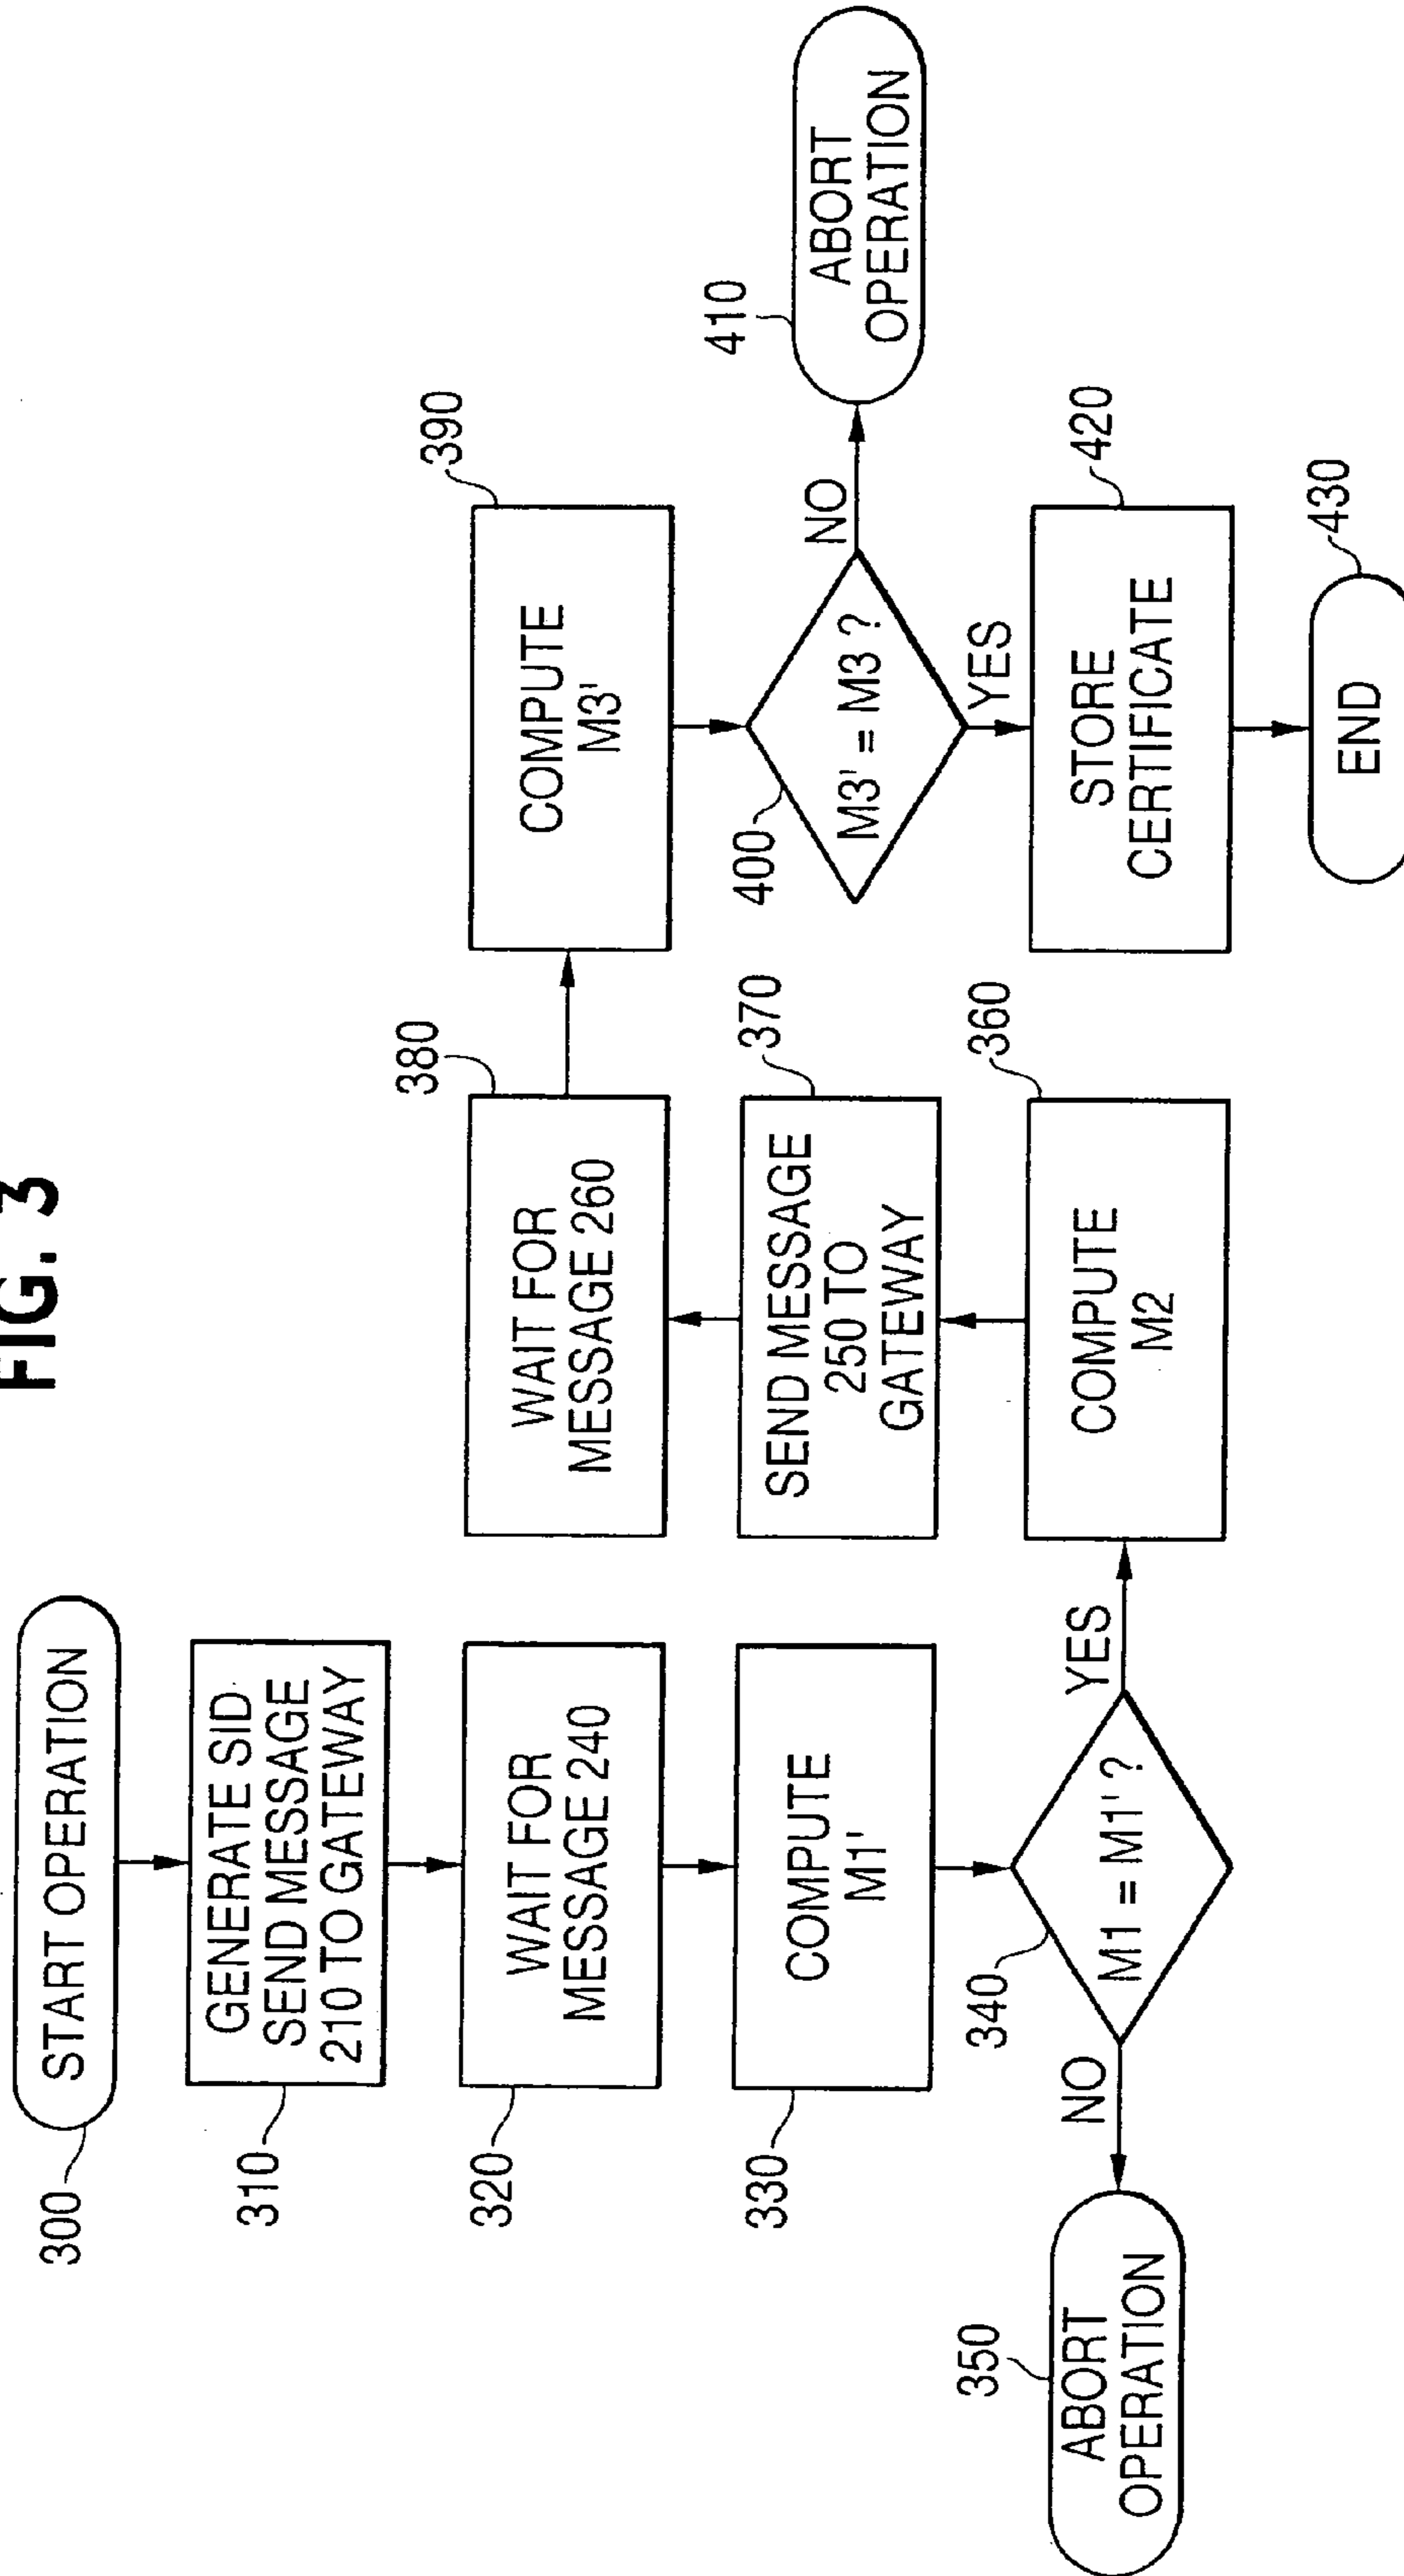 FIG. 3
START OPERATION
300
GENERATE SID
SEND MESSAGE
210 TO GATEWAY
310
WAIT FOR
MESSAGE 240
320
COMPUTE
M1'
330
M1 = M1' ?
340
NO
YES
ABORT
OPERATION
350
COMPUTE
M2
360
SEND MESSAGE
250 TO
GATEWAY
370
WAIT FOR
MESSAGE 260
380
COMPUTE
M3'
390
M3' = M3 ?
400
NO
YES
ABORT
OPERATION
410
STORE
CERTIFICATE
420
END
430